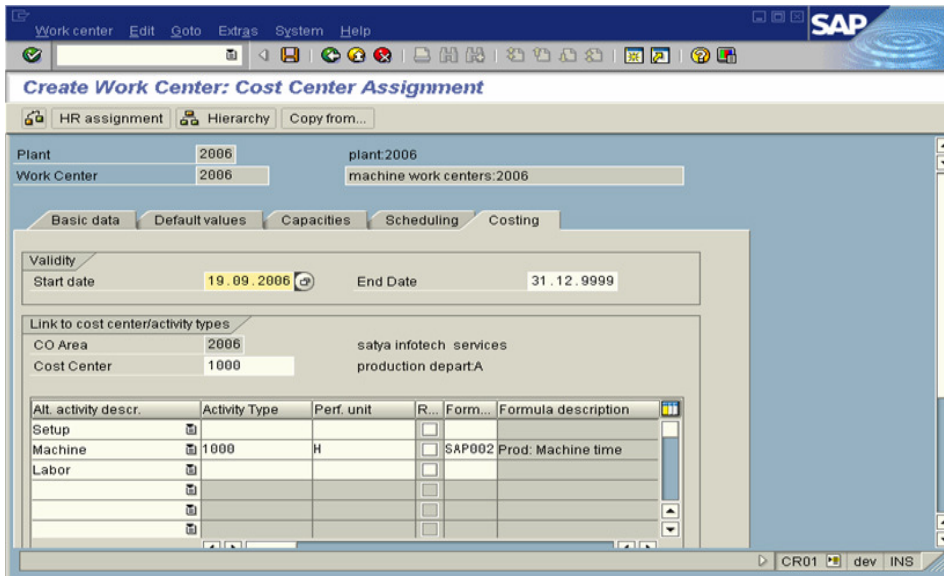 Work center Edit Goto Extras System Help
SAP
Create Work Center: Cost Center Assignment
HR assignment Hierarchy Copy from...
Plant 2006 plant:2006
Work Center 2006 machine work centers:2006
Basic data Default values Capacities Scheduling Costing
Validity
Start date 19.09.2006 End Date 31.12.9999
Link to cost center/activity types
CO Area 2006 satya infotech services
Cost Center 1000 production depart:A
Alt. activity descr. Activity Type Perf. unit R... Form... Formula description
Setup
Machine 1000 H SAP002 Prod: Machine time
Labor
CR01 dev INS